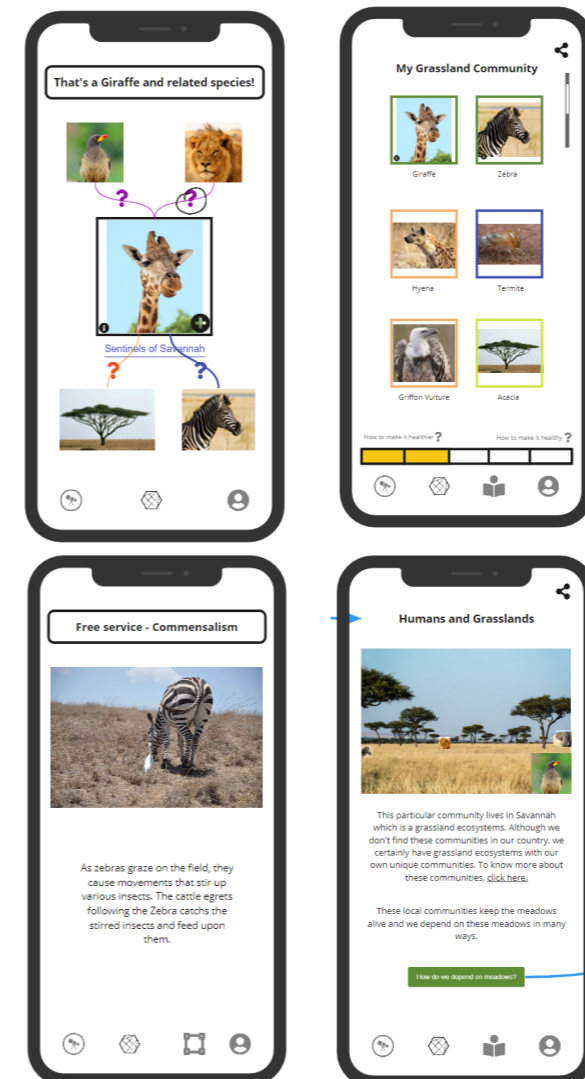 That's a Giraffe and related species!
?
?
Sentinels of Savannah
?
?
My Grassland Community
Giraffe
Zebra
Hyena
Termite
Griffon Vulture
Acacia
How to make it healthier ?
How to make it healthy ?
Free service - Commensalism
As zebras graze on the field, they
cause movements that stir up
various insects. The cattle egrets
following the Zebra catchs the
stirred insects and feed upon
them.
Humans and Grasslands
This particular community lives in Savannah
which is a grassland ecosystems. Although we
don't find these communities in our country, we
certainly have grassland ecosystems with our
own unique communities. To know more about
these communities, click here.
These local communities keep the meadows
alive and we depend on these meadows in many
ways.
How do we depend on meadows?